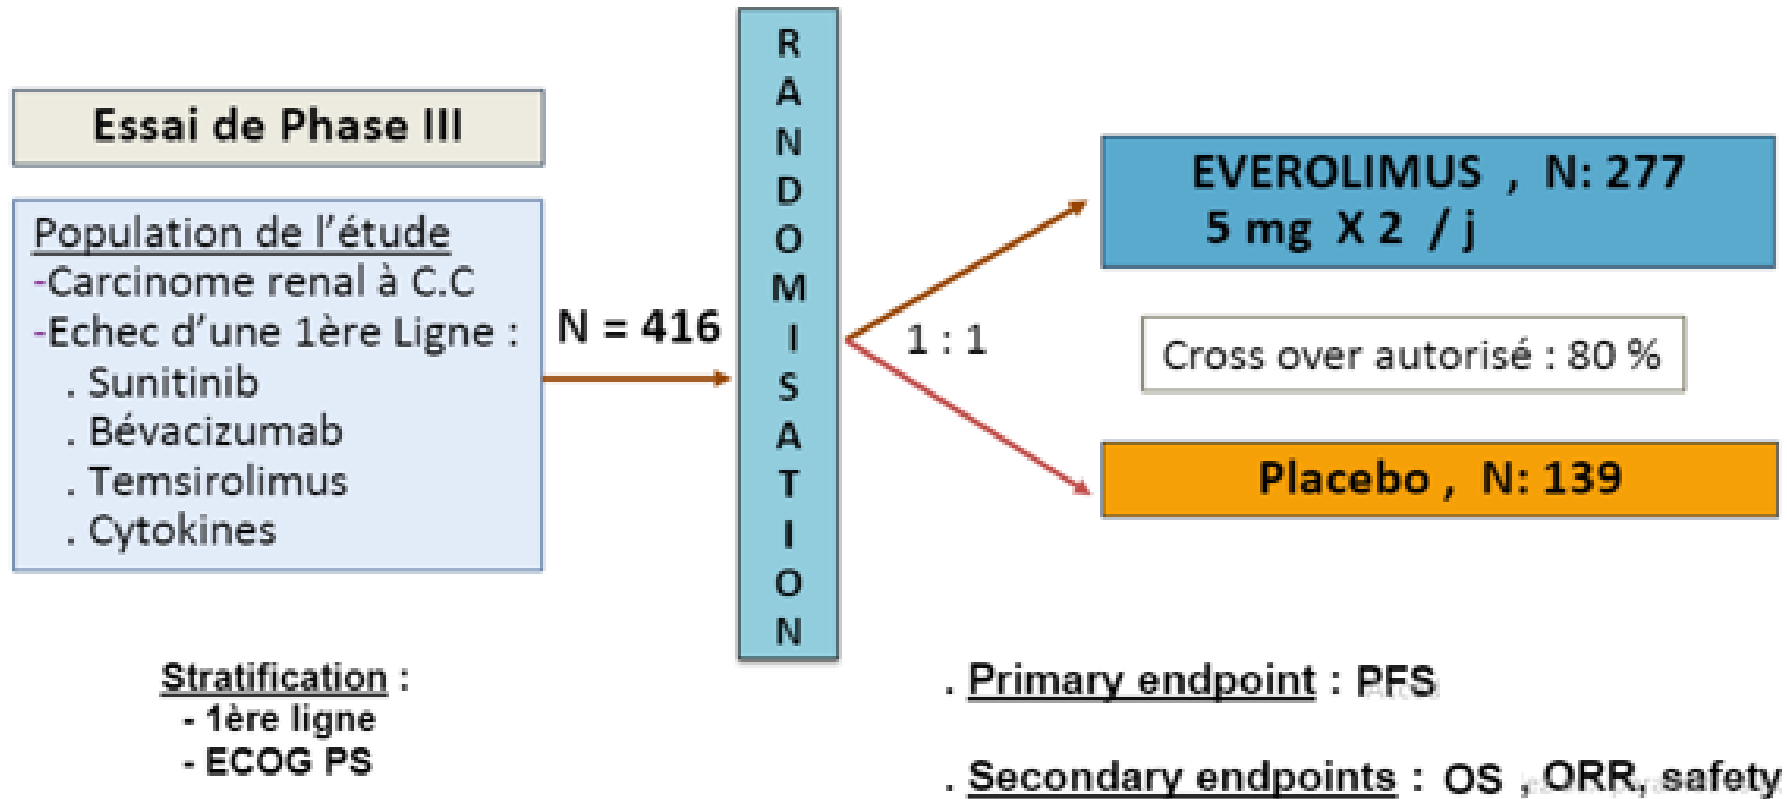 Essai de Phase III
Population de l'étude
-Carcinome renal à C.C
-Echec d'une 1ère Ligne :
. Sunitinib
. Bévacizumab
. Temsirolimus
. Cytokines
Stratification :
- 1ère ligne
- ECOG PS
N = 416
RANDOMISATION
1 : 1
EVEROLIMUS , N: 277
5 mg X 2 / j
Cross over autorisé : 80 %
Placebo , N: 139
. Primary endpoint : PFS
. Secondary endpoints : OS , ORR, safety